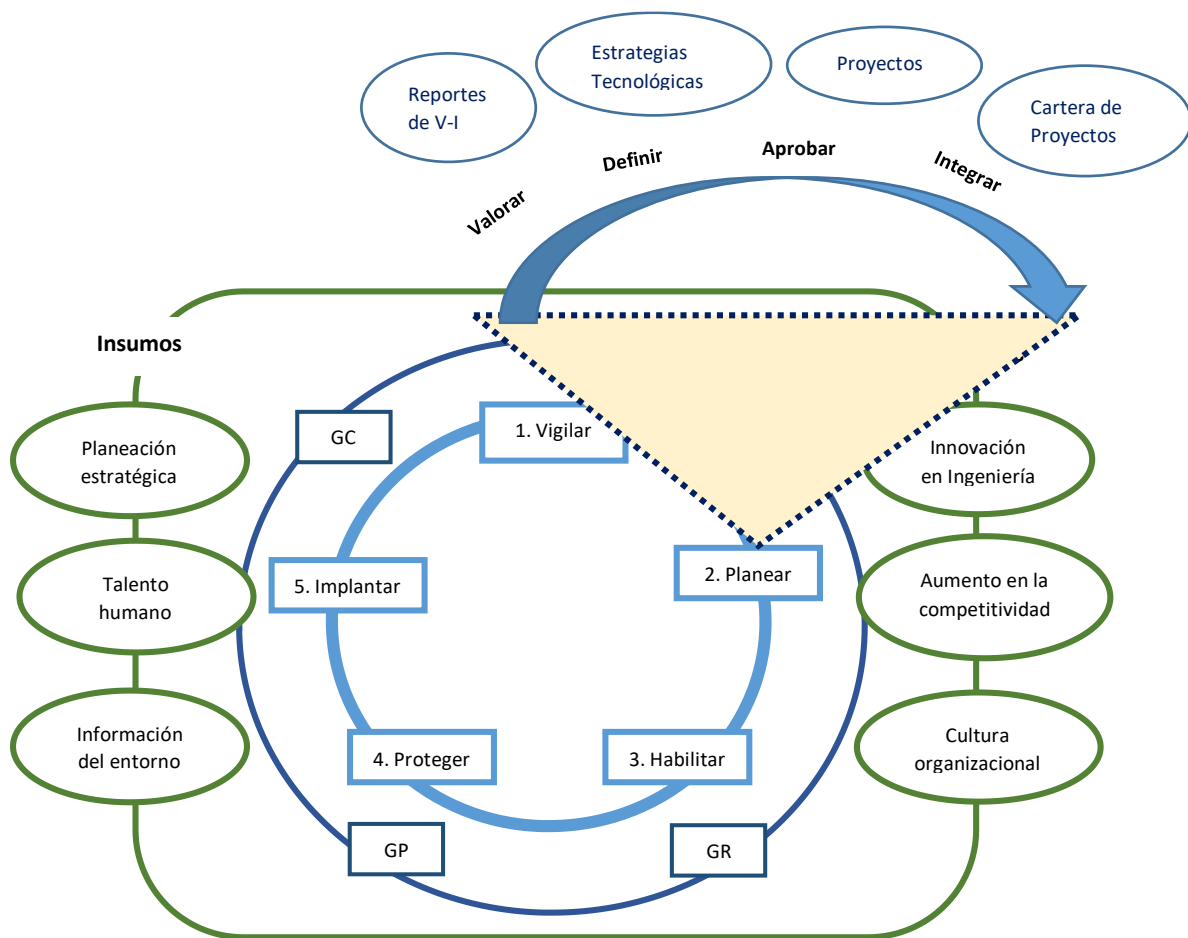 Estrategias
Tecnológicas
Proyectos
Reportes
de V-I
Cartera de
Proyectos
Valorar
Definir
Aprobar
Integrar
Insumos
Planeación
estratégica
Talento
humano
Información
del entorno
GC
1. Vigilar
5. Implantar
2. Planear
4. Proteger
3. Habilitar
GP
GR
Innovación
en Ingeniería
Aumento en la
competitividad
Cultura
organizacional